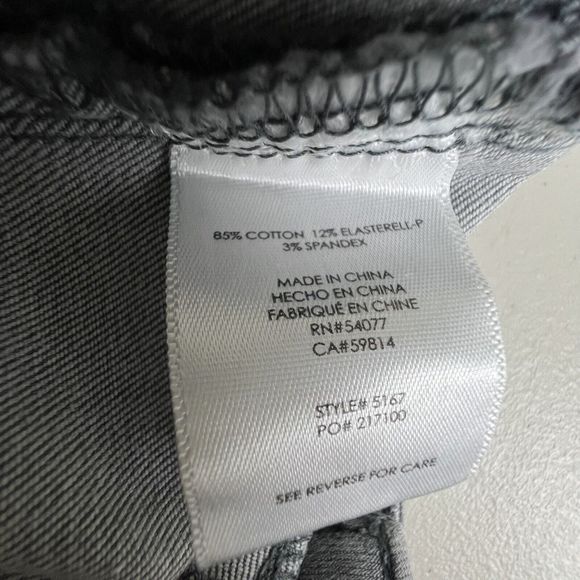 85% COTTON 12% ELASTERELL-P
3% SPANDEX
MADE IN CHINA
HECHO EN CHINA
FABRIQUÉ EN CHINE
RN#54077
CA#59814
STYLE# 5167
PO# 217100
SEE REVERSE FOR CARE